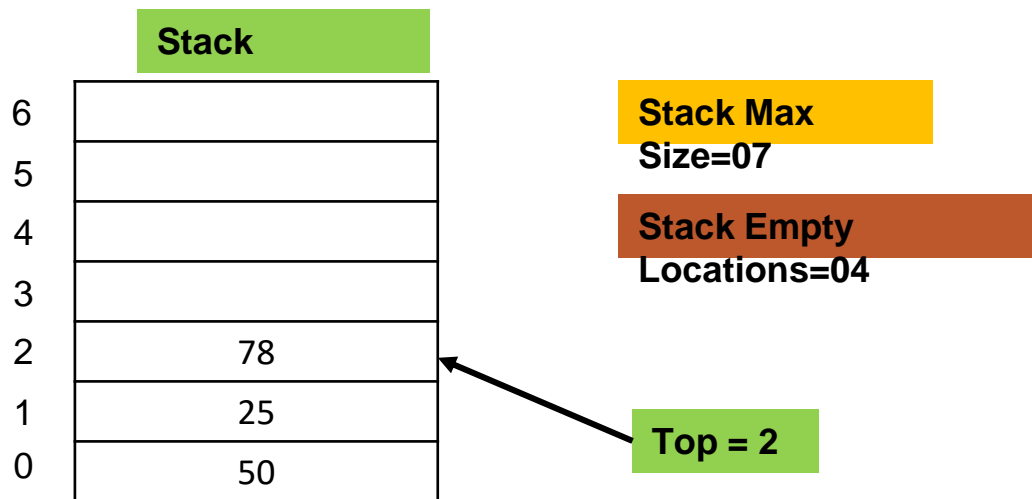 Stack
6
Stack Max
Size=07
5
4
Stack Empty
Locations=04
3
2 78
1 25
Top = 2
0 50